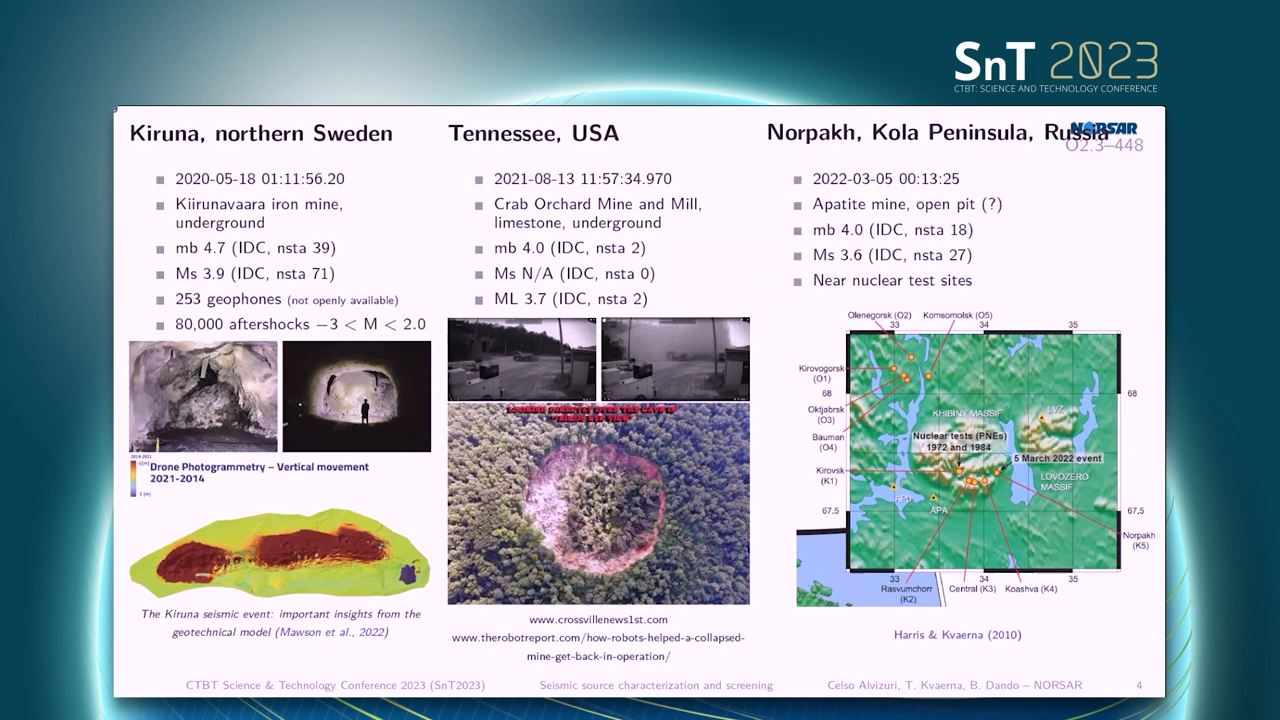 SnT 2023
CTBT: SCIENCE AND TECHNOLOGY CONFERENCE
NORSAR
O2.3–448
Kiruna, northern Sweden
2020-05-18 01:11:56.20
Kiirunavaara iron mine,
underground
mb 4.7 (IDC, nsta 39)
Ms 3.9 (IDC, nsta 71)
253 geophones (not openly available)
80,000 aftershocks −3 < M < 2.0
2014-2021
Drone Photogrammetry – Vertical movement
2021-2014
The Kiruna seismic event: important insights from the
geotechnical model (Mawson et al., 2022)
Tennessee, USA
2021-08-13 11:57:34.970
Crab Orchard Mine and Mill,
limestone, underground
mb 4.0 (IDC, nsta 2)
Ms N/A (IDC, nsta 0)
ML 3.7 (IDC, nsta 2)
www.crossvillenews1st.com
www.therobotreport.com/how-robots-helped-a-collapsed-
mine-get-back-in-operation/
Norpakh, Kola Peninsula, Russia
2022-03-05 00:13:25
Apatite mine, open pit (?)
mb 4.0 (IDC, nsta 18)
Ms 3.6 (IDC, nsta 27)
Near nuclear test sites
Olenegorsk (O2)
Komsomolsk (O5)
33
34
35
Kirovogorsk
(O1)
68
68
Oktjabrsk
(O3)
KHIBINY MASSIF
LVZ
Bauman
(O4)
Nuclear tests (PNEs)
1972 and 1984
5 March 2022 event
Kirovsk
(K1)
LOVOZERO
MASSIF
AP0
APA
67.5
67.5
Norpakh
(K5)
33
34
35
Rasvumchorr
(K2)
Central (K3)
Koashva (K4)
Harris & Kvaerna (2010)
CTBT Science & Technology Conference 2023 (SnT2023)
Seismic source characterization and screening
Celso Alvizuri, T. Kvaerna, B. Dando – NORSAR
4